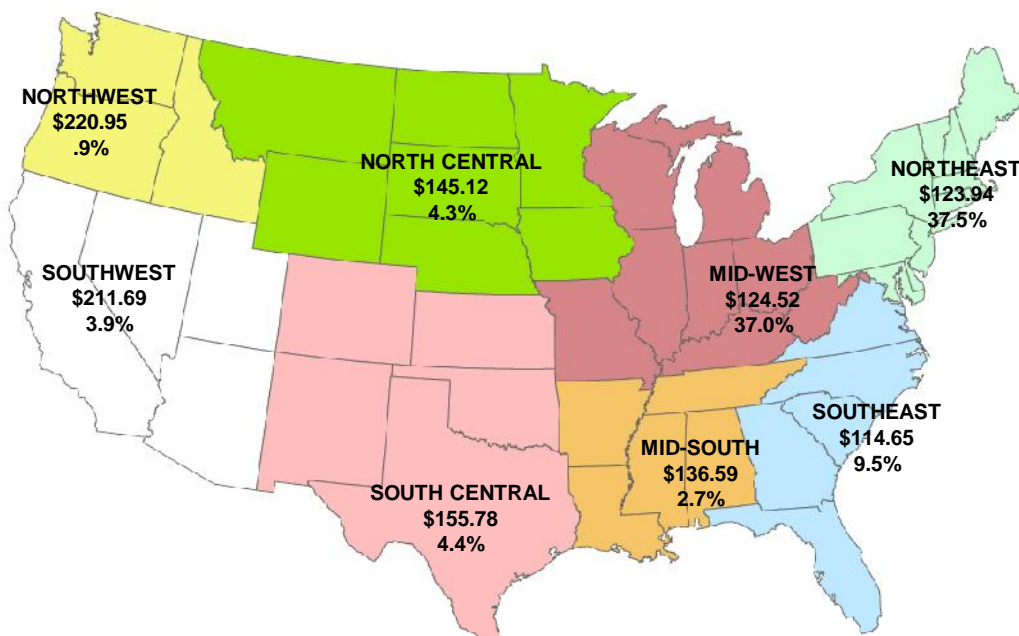 NORTHWEST
$220.95
.9%
NORTH CENTRAL
$145.12
4.3%
NORTHEAST
$123.94
37.5%
SOUTHWEST
$211.69
3.9%
MID-WEST
$124.52
37.0%
SOUTHEAST
$114.65
9.5%
MID-SOUTH
$136.59
2.7%
SOUTH CENTRAL
$155.78
4.4%